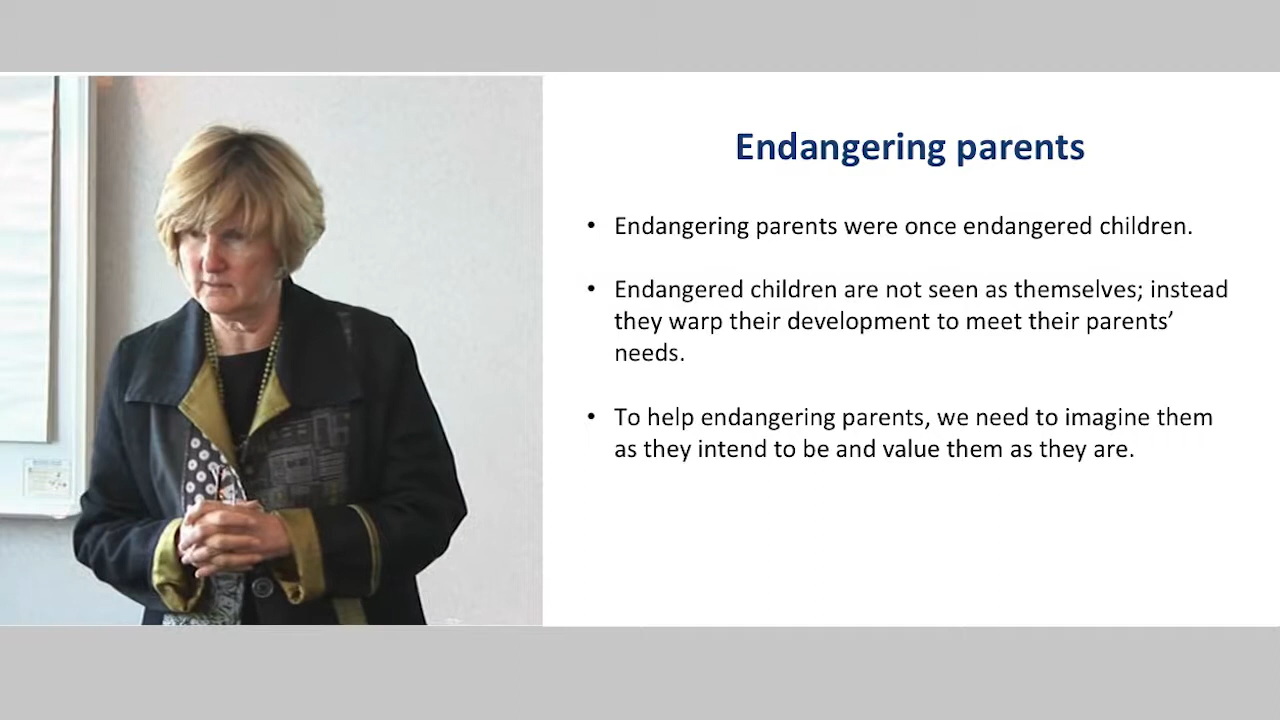 Endangering parents
• Endangering parents were once endangered children.
• Endangered children are not seen as themselves; instead
they warp their development to meet their parents’
needs.
• To help endangering parents, we need to imagine them
as they intend to be and value them as they are.